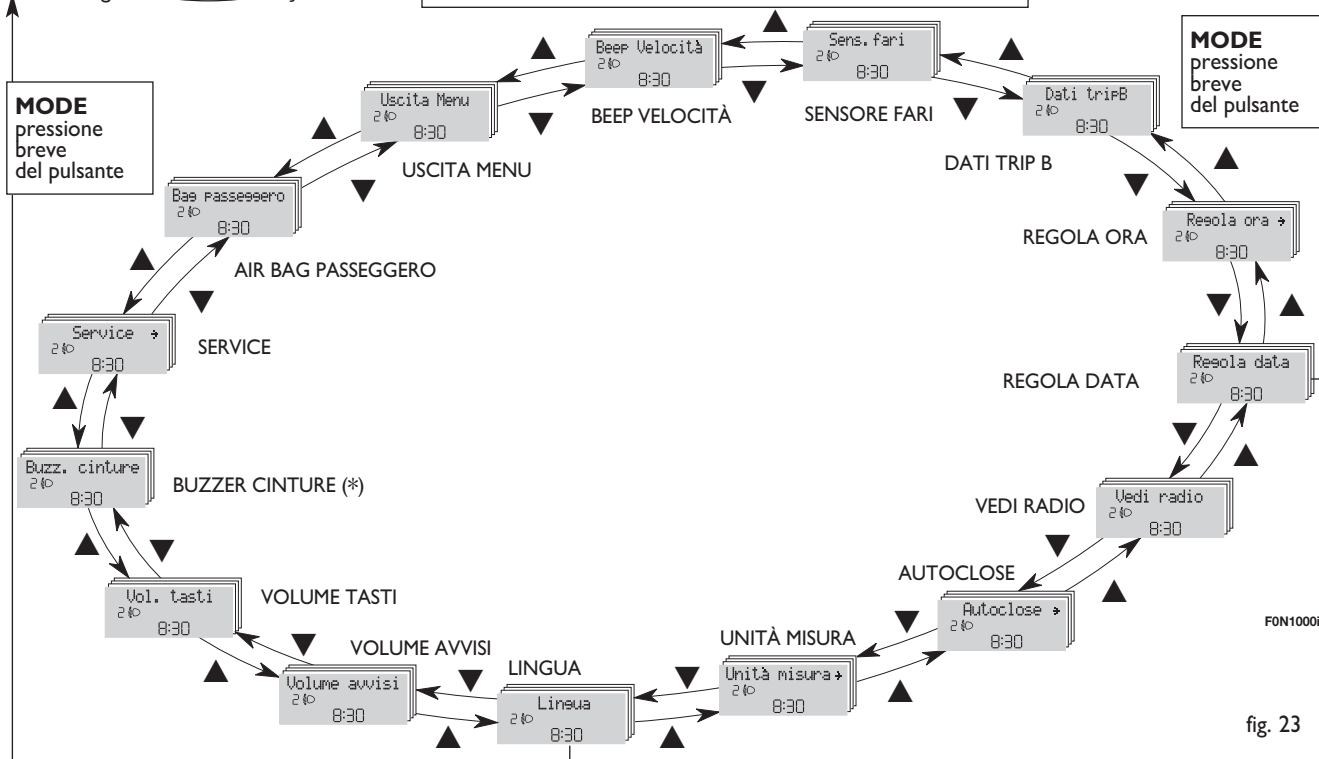 MODE
pressione
breve
del pulsante
MODE
pressione
breve
del pulsante
Beep Velocità
8:30
BEEP VELOCITÀ
Sens. fari
8:30
SENSORE FARI
Dati tripB
8:30
DATI TRIP B
Regola ora
8:30
REGOLA ORA
Regola data
8:30
REGOLA DATA
Vedi radio
8:30
VEDI RADIO
Autoclose
8:30
AUTOCLOSE
Unità misura
8:30
UNITÀ MISURA
Lingua
8:30
LINGUA
Volume avvisi
8:30
VOLUME AVVISI
Vol. tasti
8:30
VOLUME TASTI
Buzz. cinture
8:30
BUZZER CINTURE (*)
Service
8:30
SERVICE
Bag passeggero
8:30
AIR BAG PASSEGGERO
Uscita Menu
8:30
USCITA MENU
F0N1000i
fig. 23